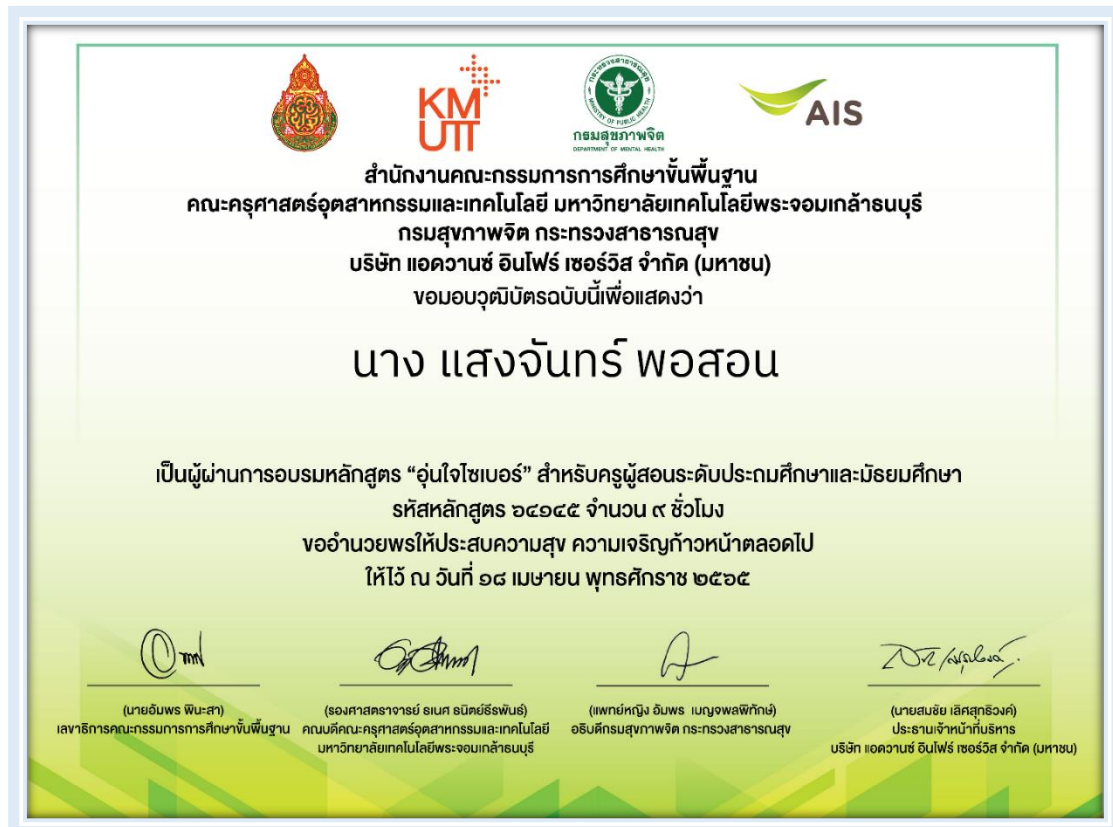 KM
UTT
กระทรวงสาธารณสุข
MINISTRY OF PUBLIC HEALTH
กรมสุขภาพจิต
DEPARTMENT OF MENTAL HEALTH
AIS
สำนักงานคณะกรรมการการศึกษาขั้นพื้นฐาน
คณะครุศาสตร์อุตสาหกรรมและเทคโนโลยี มหาวิทยาลัยเทคโนโลยีพระจอมเกล้าธนบุรี
กรมสุขภาพจิต กระทรวงสาธารณสุข
บริษัท แอดวานซ์ อินโฟร์ เซอร์วิส จำกัด (มหาชน)
ขอมอบวุฒิบัตรฉบับนี้เพื่อแสดงว่า
นาง แสงจันทร์ พอสอน
เป็นผู้ผ่านการอบรมหลักสูตร “อุ่นใจไซเบอร์” สำหรับครูผู้สอนระดับประถมศึกษาและมัธยมศึกษา
รหัสหลักสูตร ๖๔๑๔๕ จำนวน ๙ ชั่วโมง
ขออำนวยพรให้ประสบความสุข ความเจริญก้าวหน้าตลอดไป
ให้ไว้ ณ วันที่ ๑๘ เมษายน พุทธศักราช ๒๕๖๕
(นายอัมพร พินะสา)
เลขาธิการคณะกรรมการการศึกษาขั้นพื้นฐาน
(รองศาสตราจารย์ ธเนศ ธนิตย์ธีรพันธ์)
คณบดีคณะครุศาสตร์อุตสาหกรรมและเทคโนโลยี
มหาวิทยาลัยเทคโนโลยีพระจอมเกล้าธนบุรี
(แพทย์หญิง อัมพร เบญจพลพิทักษ์)
อธิบดีกรมสุขภาพจิต กระทรวงสาธารณสุข
(นายสมชัย เลิศสุทธิวงค์)
ประธานเจ้าหน้าที่บริหาร
บริษัท แอดวานซ์ อินโฟร์ เซอร์วิส จำกัด (มหาชน)